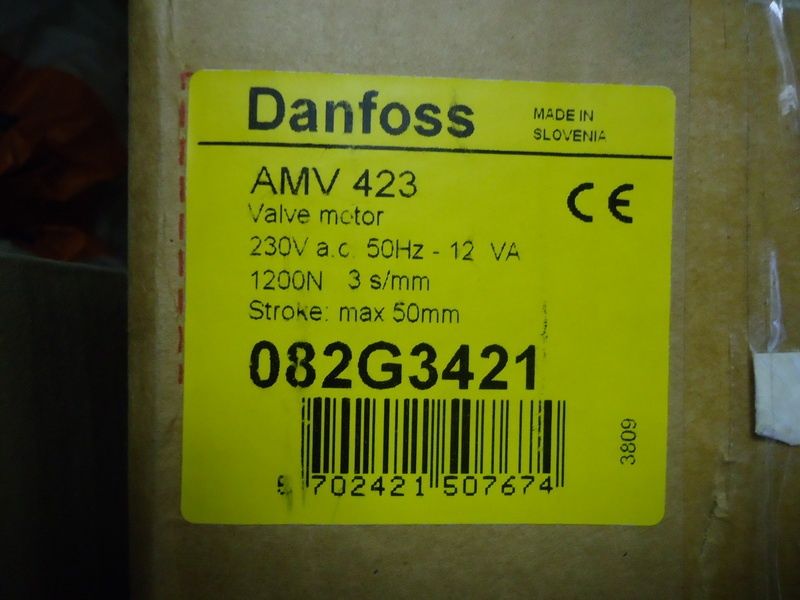 Danfoss
MADE IN
SLOVENIA
AMV 423
CE
Valve motor
230V a.c. 50Hz - 12 VA
1200N 3 s/mm
Stroke: max 50mm
082G3421
3809
702421 507674